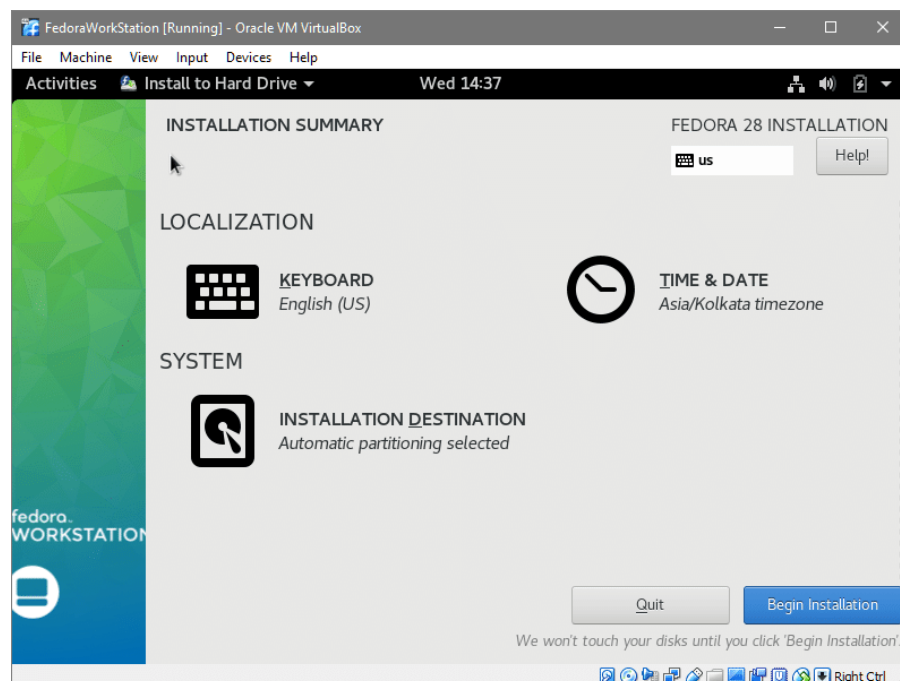 FedoraWorkStation [Running] - Oracle VM VirtualBox
File Machine View Input Devices Help
Activities Install to Hard Drive Wed 14:37
INSTALLATION SUMMARY
FEDORA 28 INSTALLATION
us
Help!
LOCALIZATION
KEYBOARD
English (US)
TIME & DATE
Asia/Kolkata timezone
SYSTEM
INSTALLATION DESTINATION
Automatic partitioning selected
fedora
WORKSTATION
Quit
Begin Installation
We won't touch your disks until you click 'Begin Installation'.
Right Ctrl